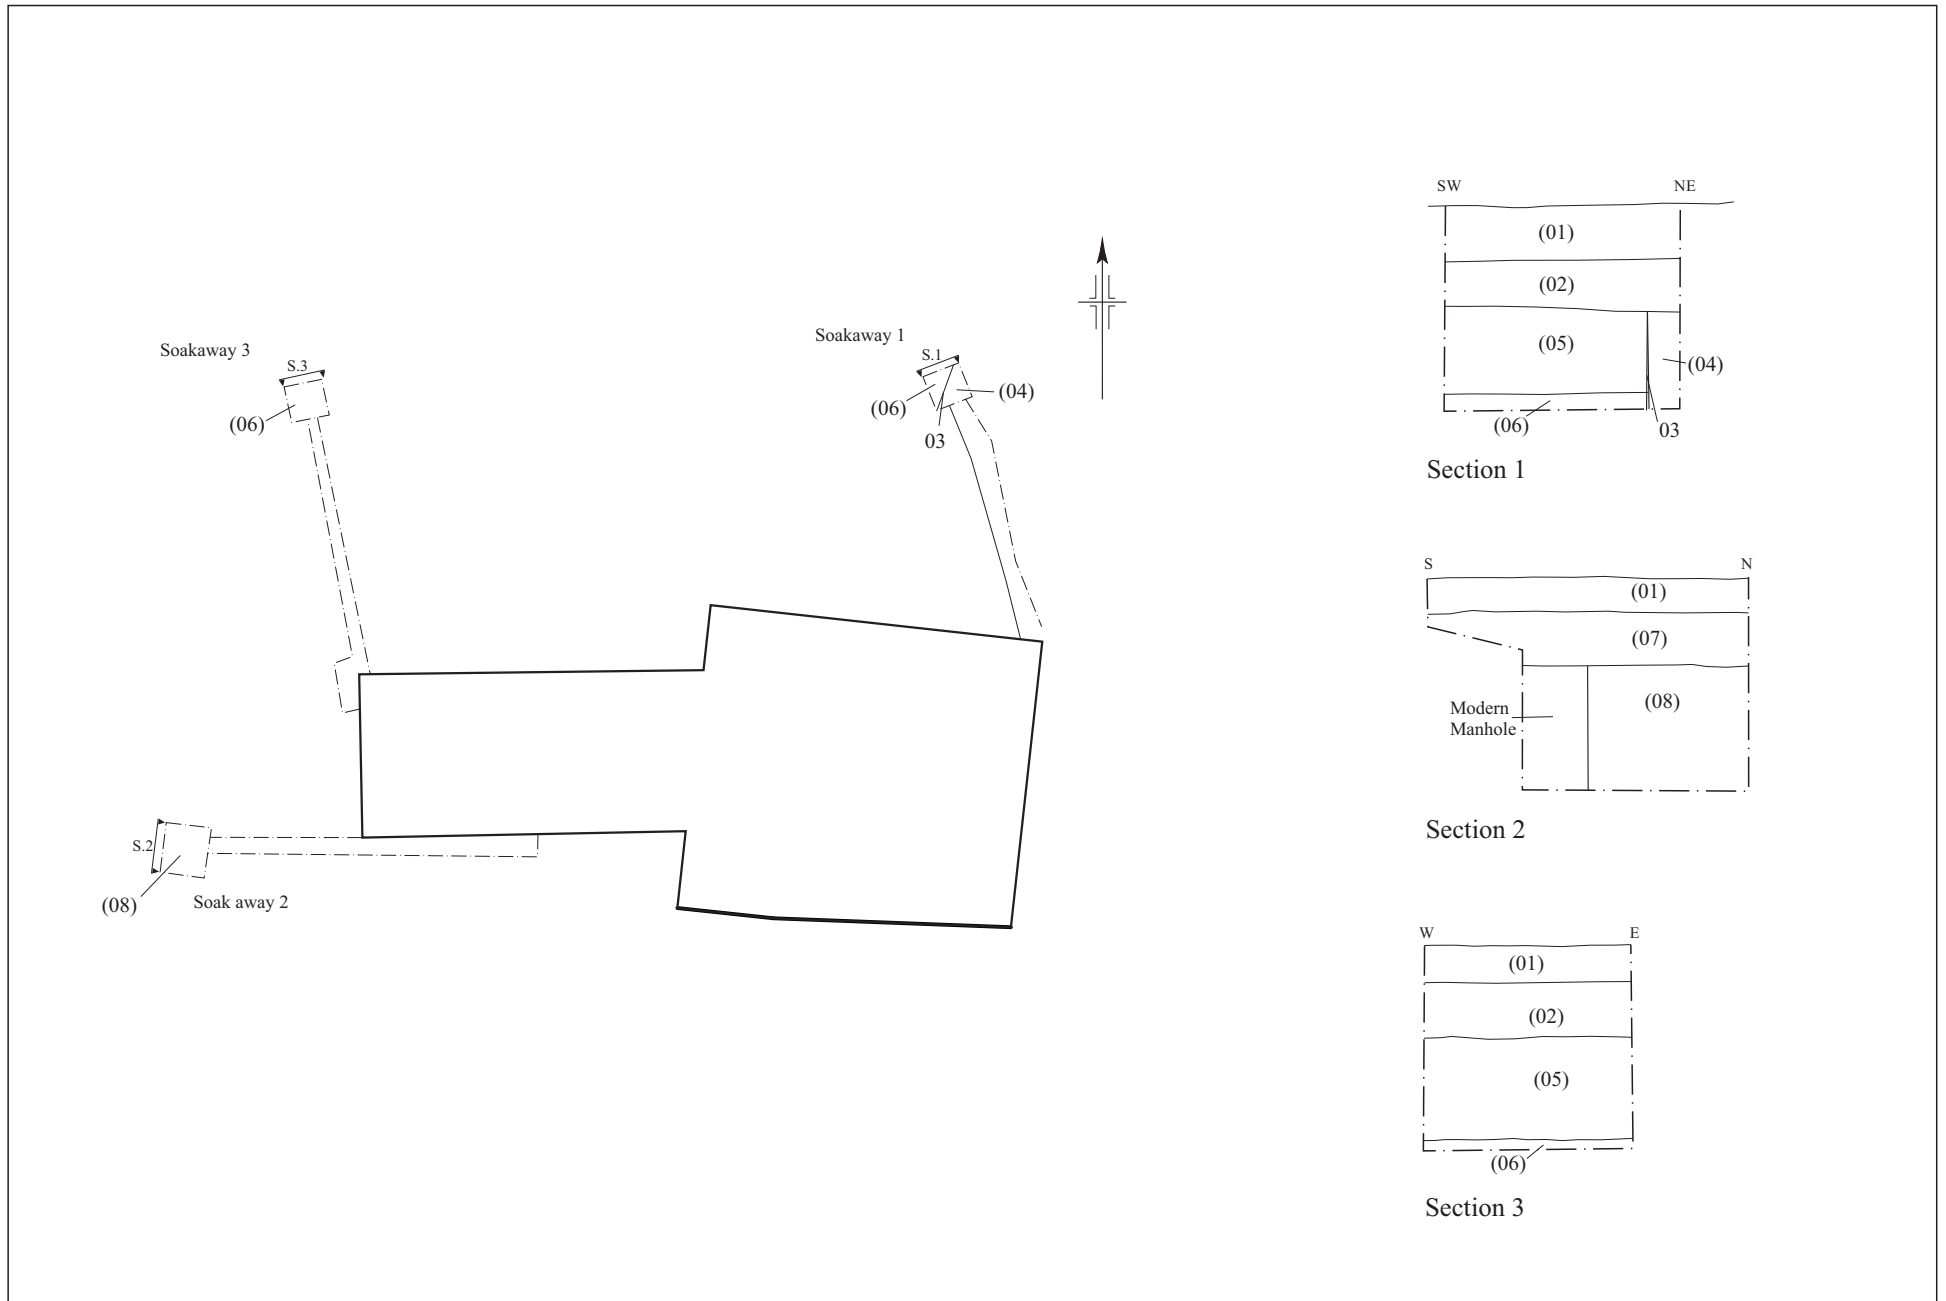 Soakaway 3
S.3
(06)
Soakaway 1
S.1
(06)
(04)
03
S.2
(08)
Soak away 2
SW
NE
(01)
(02)
(05)
(04)
(06)
03
Section 1
S
N
(01)
(07)
(08)
Modern
Manhole
Section 2
W
E
(01)
(02)
(05)
(06)
Section 3